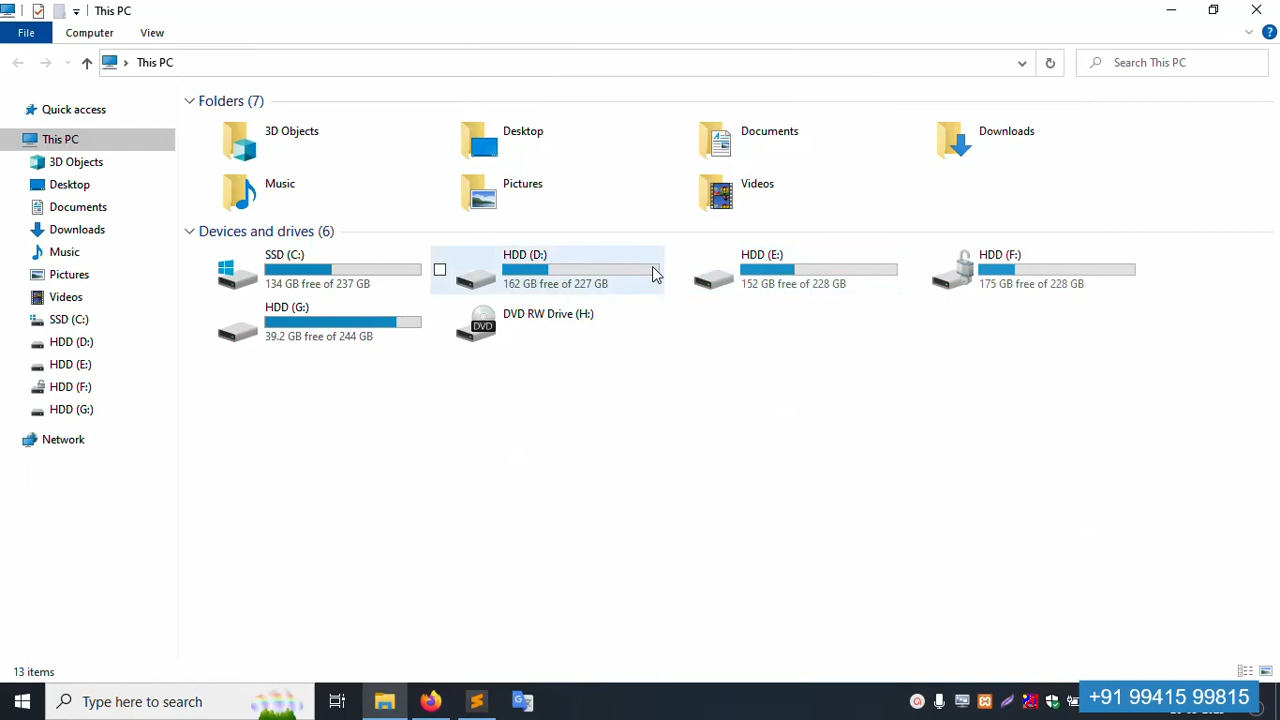 This PC
File
Computer
View
This PC
Search This PC
Quick access
This PC
3D Objects
Desktop
Documents
Downloads
Music
Pictures
Videos
SSD (C:)
HDD (D:)
HDD (E:)
HDD (F:)
HDD (G:)
Network
Folders (7)
3D Objects
Desktop
Documents
Downloads
Music
Pictures
Videos
Devices and drives (6)
SSD (C:)
134 GB free of 237 GB
HDD (D:)
162 GB free of 227 GB
HDD (E:)
152 GB free of 228 GB
HDD (F:)
175 GB free of 228 GB
HDD (G:)
39.2 GB free of 244 GB
DVD
DVD RW Drive (H:)
13 items
Type here to search
+91 99415 99815